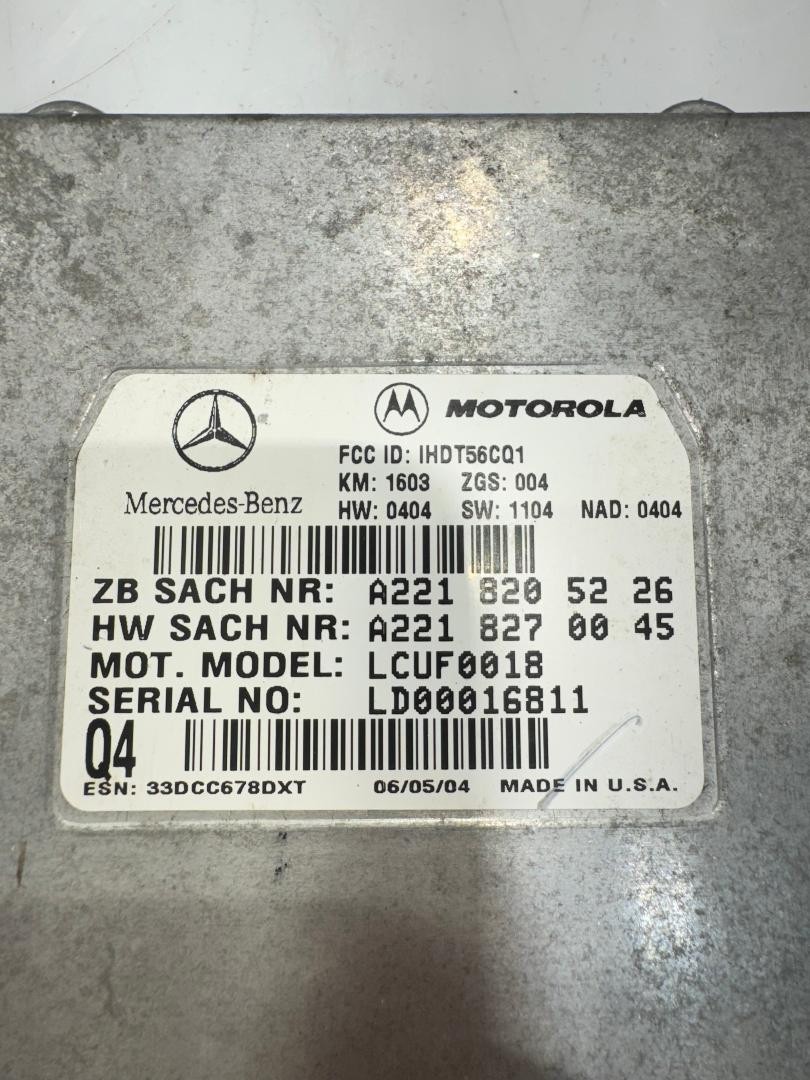 MOTOROLA
FCC ID: IHDT56CQ1
KM: 1603 ZGS: 004
Mercedes-Benz
HW: 0404 SW: 1104 NAD: 0404
ZB SACH NR: A221 820 52 26
HW SACH NR: A221 827 00 45
MOT. MODEL: LCUF0018
SERIAL NO: LD00016811
Q4
ESN: 33DCC678DXT 06/05/04 MADE IN U.S.A.